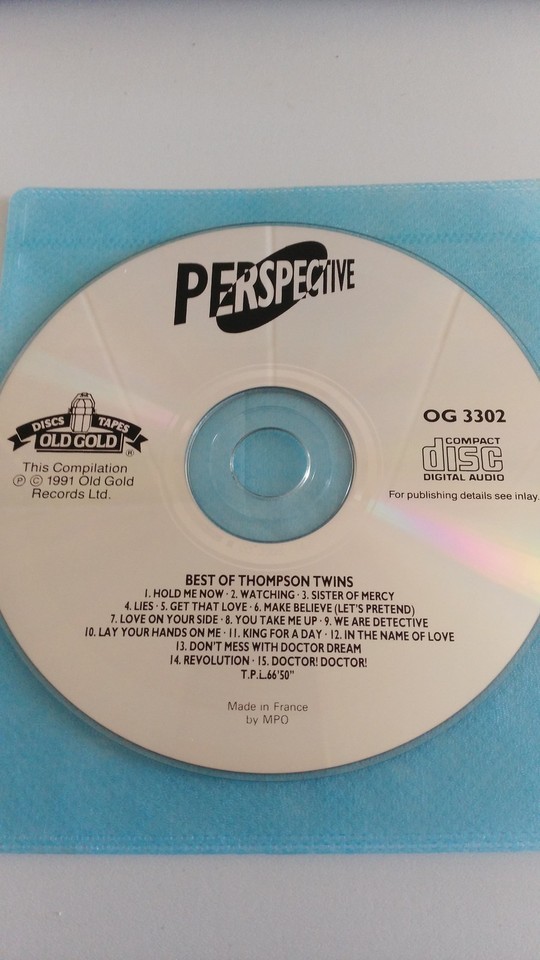 PERSPECTIVE
DISCS TAPES
OLD GOLD
®
This Compilation
Ⓟ © 1991 Old Gold
Records Ltd.
OG 3302
COMPACT
disc
DIGITAL AUDIO
For publishing details see inlay.
BEST OF THOMPSON TWINS
1. HOLD ME NOW · 2. WATCHING · 3. SISTER OF MERCY
4. LIES · 5. GET THAT LOVE · 6. MAKE BELIEVE (LET'S PRETEND)
7. LOVE ON YOUR SIDE · 8. YOU TAKE ME UP · 9. WE ARE DETECTIVE
10. LAY YOUR HANDS ON ME · 11. KING FOR A DAY · 12. IN THE NAME OF LOVE
13. DON'T MESS WITH DOCTOR DREAM
14. REVOLUTION · 15. DOCTOR! DOCTOR!
T.P.L.66'50"
Made in France
by MPO